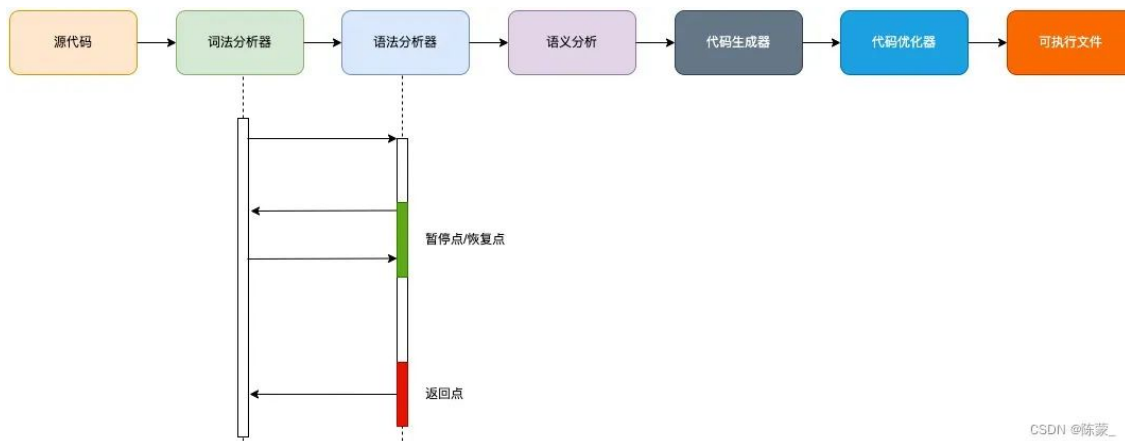 源代码
词法分析器
语法分析器
语义分析
代码生成器
代码优化器
可执行文件
暂停点/恢复点
返回点
CSDN @陈蒙_